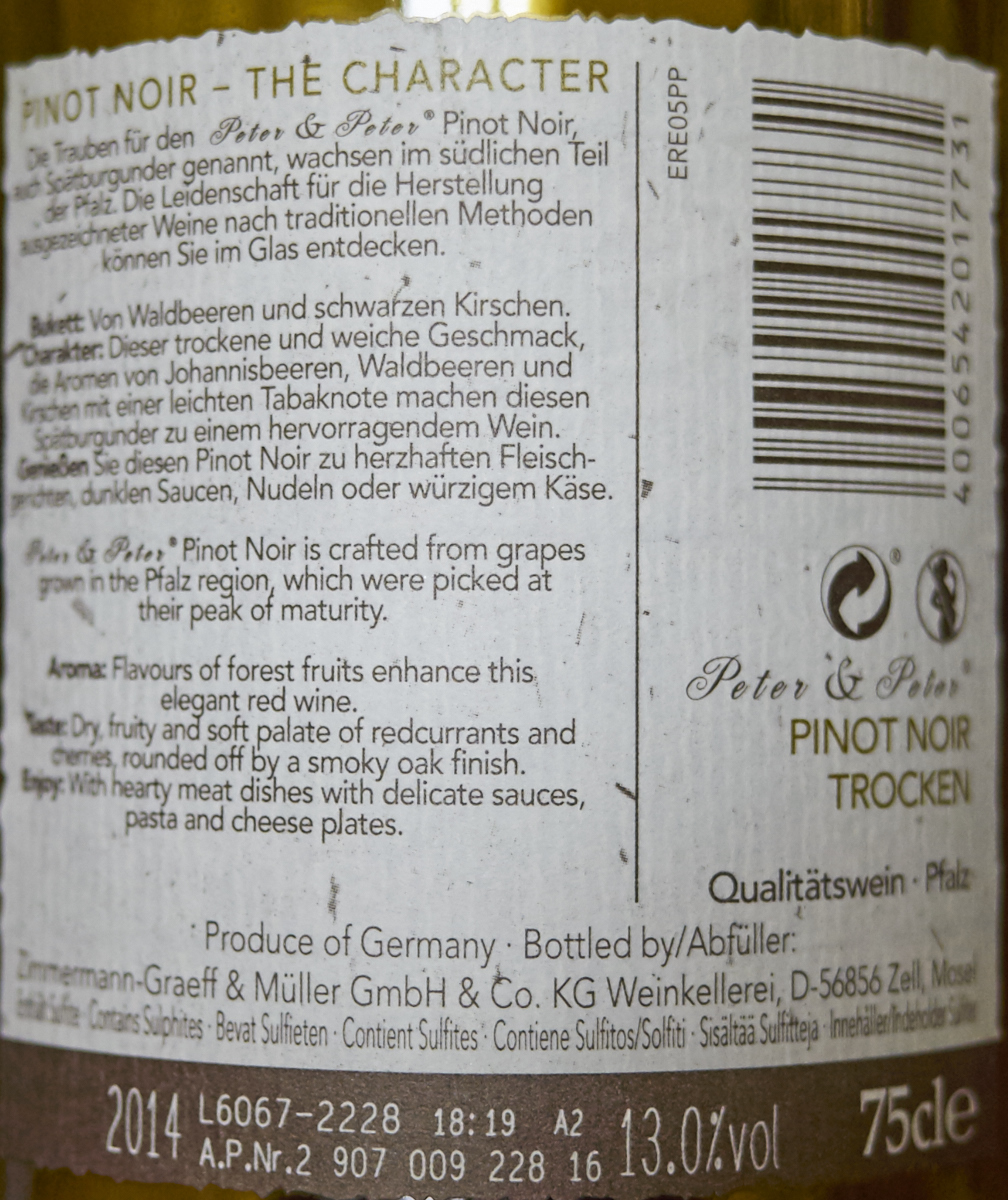 PINOT NOIR – THE CHARACTER
Die Trauben für den Peter & Peter® Pinot Noir,
auch Spätburgunder genannt, wachsen im südlichen Teil
der Pfalz. Die Leidenschaft für die Herstellung
ausgezeichneter Weine nach traditionellen Methoden
können Sie im Glas entdecken.
Bukett: Von Waldbeeren und schwarzen Kirschen.
Charakter: Dieser trockene und weiche Geschmack,
die Aromen von Johannisbeeren, Waldbeeren und
Kirschen mit einer leichten Tabaknote machen diesen
Spätburgunder zu einem hervorragendem Wein.
Genießen Sie diesen Pinot Noir zu herzhaften Fleisch-
gerichten, dunklen Saucen, Nudeln oder würzigem Käse.
Peter & Peter® Pinot Noir is crafted from grapes
grown in the Pfalz region, which were picked at
their peak of maturity.
Aroma: Flavours of forest fruits enhance this
elegant red wine.
Taste: Dry, fruity and soft palate of redcurrants and
cherries, rounded off by a smoky oak finish.
Enjoy: With hearty meat dishes with delicate sauces,
pasta and cheese plates.
ERE05PP
4006542017731
®
Peter & Peter®
PINOT NOIR
TROCKEN
Qualitätswein · Pfalz
Produce of Germany · Bottled by/Abfüller:
Zimmermann-Graeff & Müller GmbH & Co. KG Weinkellerei, D-56856 Zell, Mosel
Enthält Sulfite · Contains Sulphites · Bevat Sulfieten · Contient Sulfites · Contiene Sulfitos/Solfiti · Sisältää Sulfitteja · Innehåller/Indeholder Sulfite
2014 L6067-2228 18:19 A2 13.0%vol 75cle
A.P.Nr.2 907 009 228 16